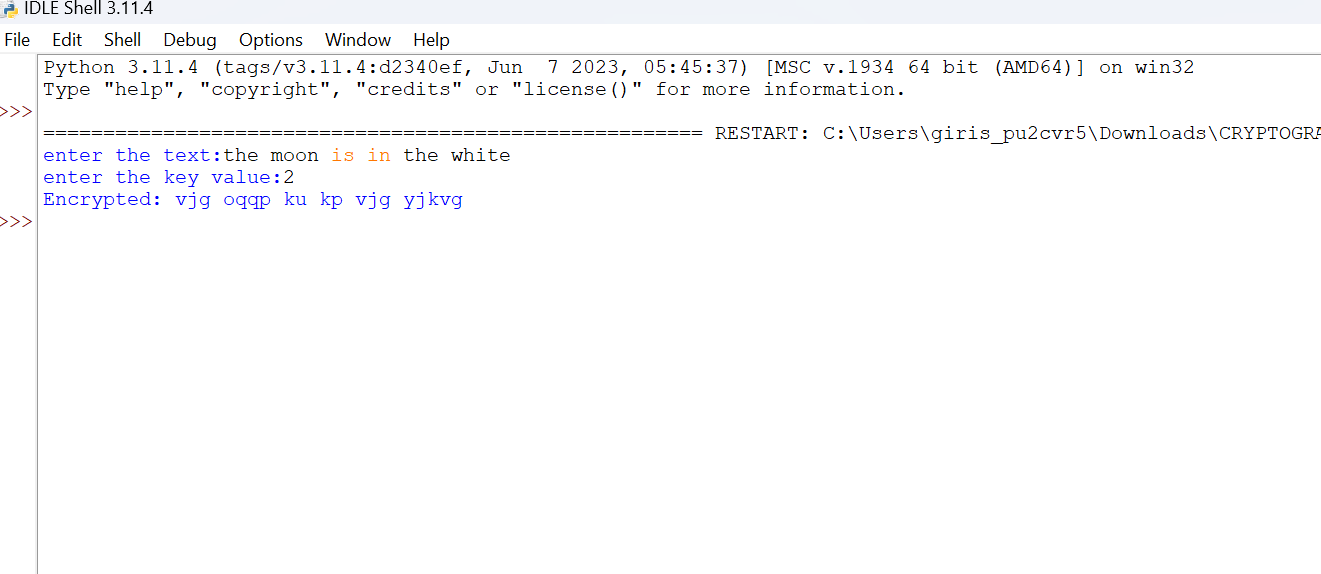 IDLE Shell 3.11.4
File Edit Shell Debug Options Window Help
Python 3.11.4 (tags/v3.11.4:d2340ef, Jun  7 2023, 05:45:37) [MSC v.1934 64 bit (AMD64)] on win32
Type "help", "copyright", "credits" or "license()" for more information.
>>>
======================================================= RESTART: C:\Users\giris_pu2cvr5\Downloads\CRYPTOGRA
enter the text:the moon is in the white
enter the key value:2
Encrypted: vjg oqqp ku kp vjg yjkvg
>>>